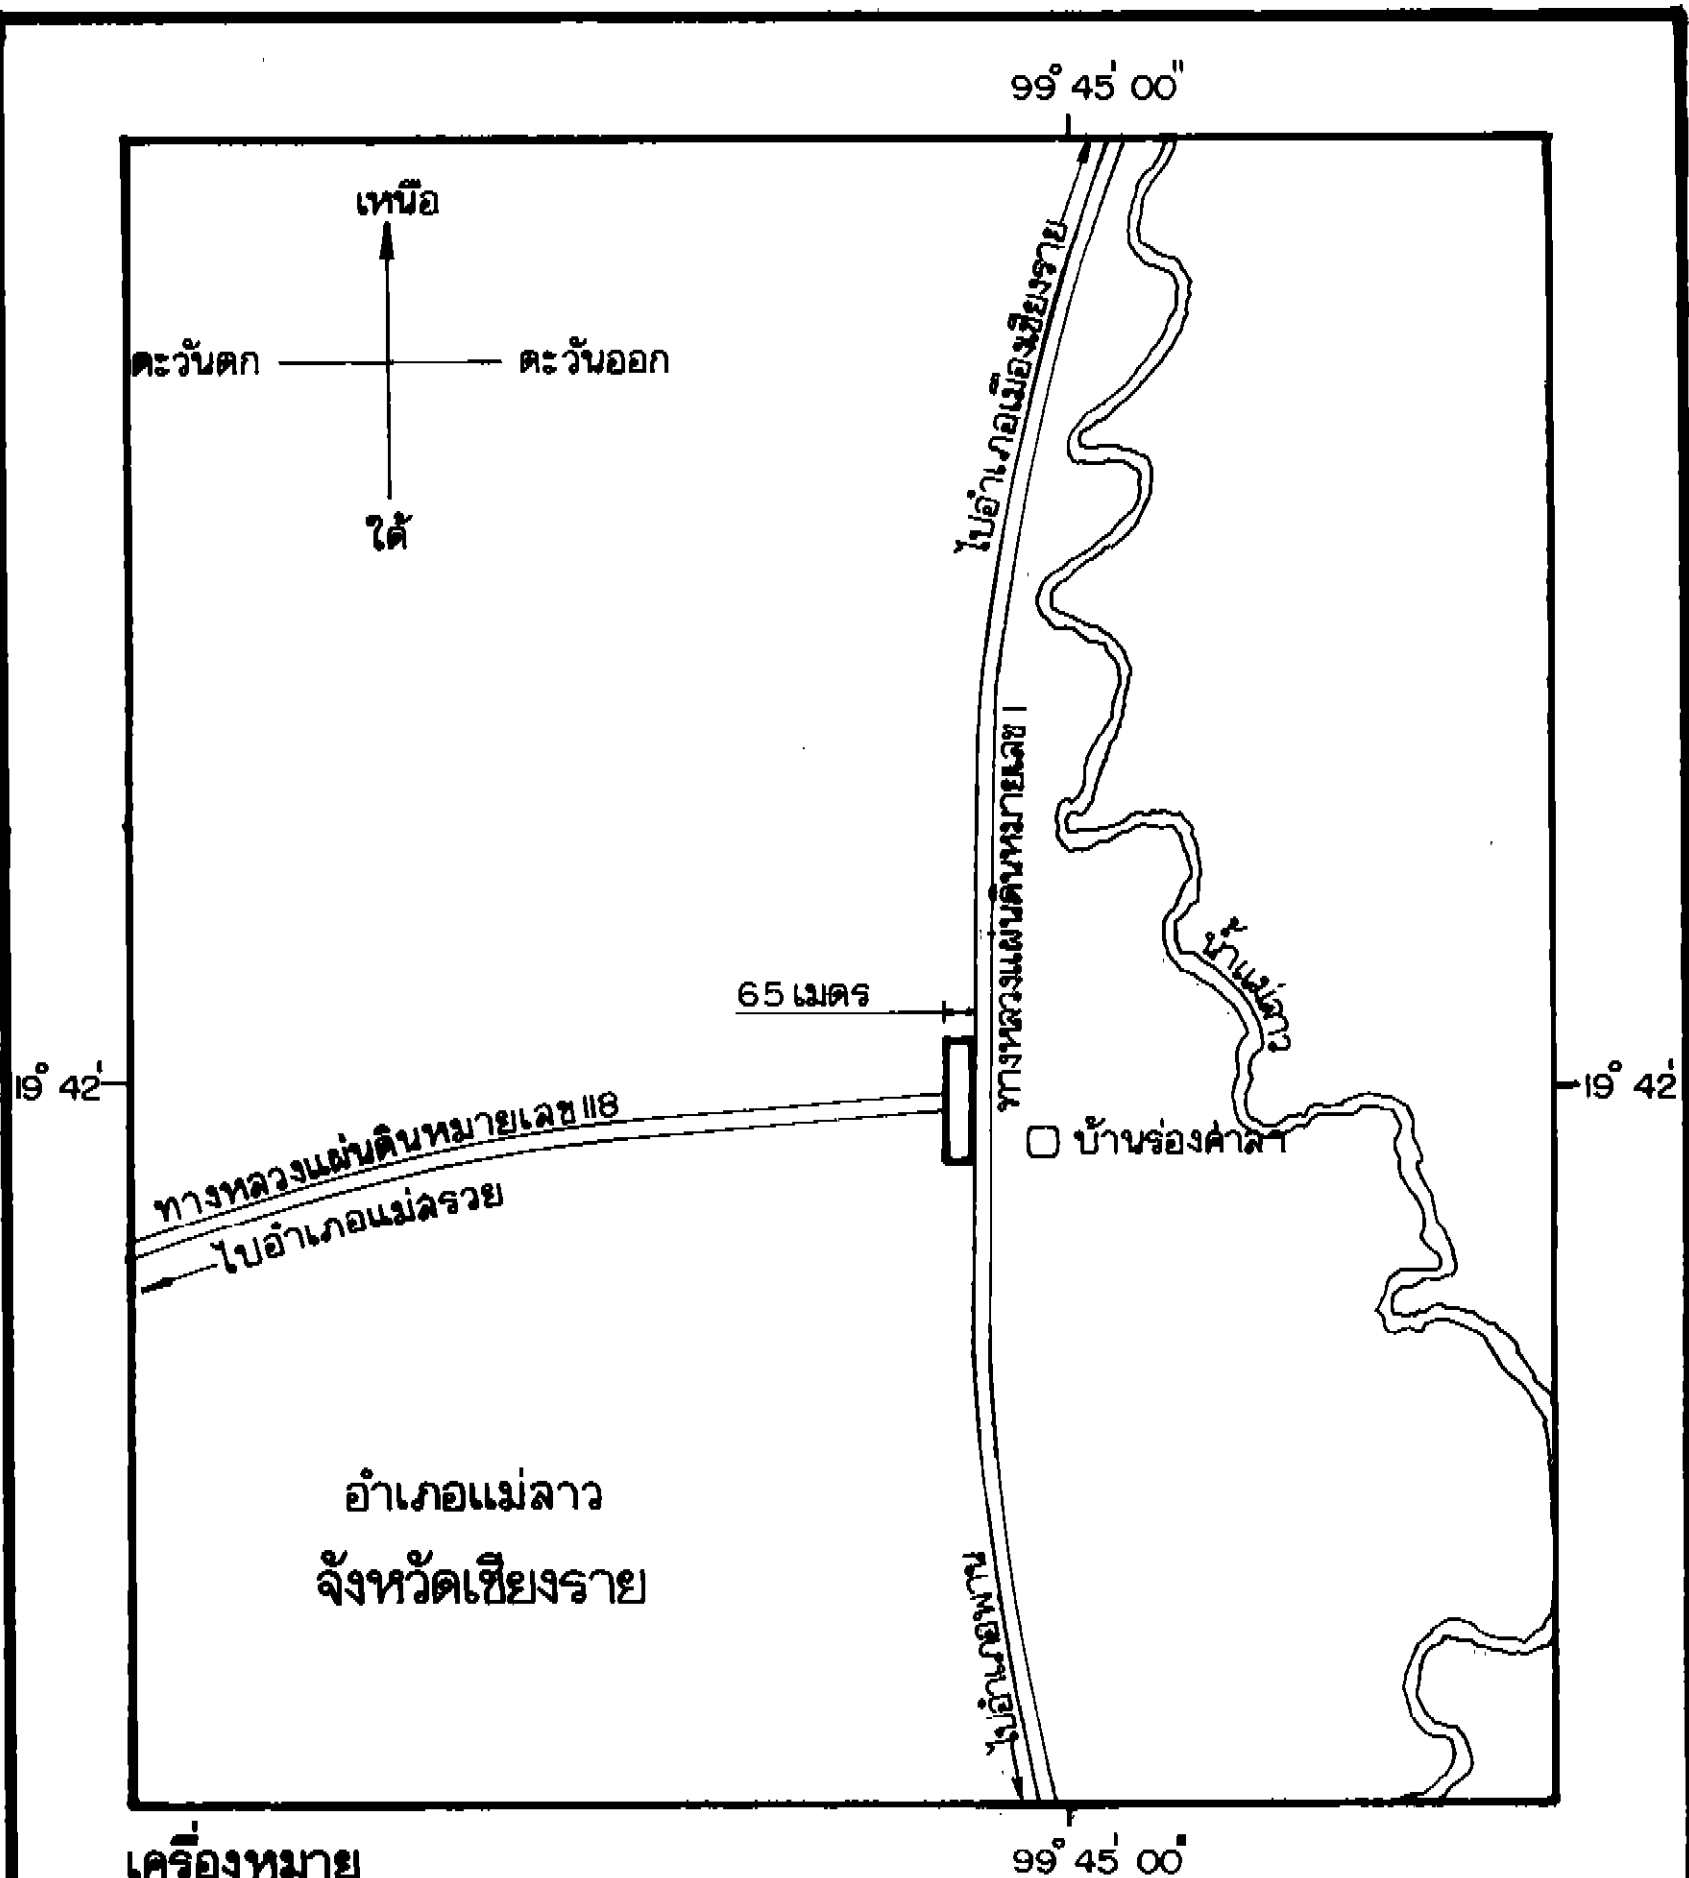 99° 45' 00"
เหนือ
ตะวันตก
ตะวันออก
ใต้
ไปอำเภอเมืองเชียงราย
ทางหลวงแผ่นดินหมายเลข 1
น้ำแม่ลาว
65 เมตร
19° 42'
19° 42'
ทางหลวงแผ่นดินหมายเลข 118
ไปอำเภอแม่สรวย
บ้านร่องศาลา
อำเภอแม่ลาว
จังหวัดเชียงราย
ไปอำเภอพาน
99° 45' 00"
เครื่องหมาย